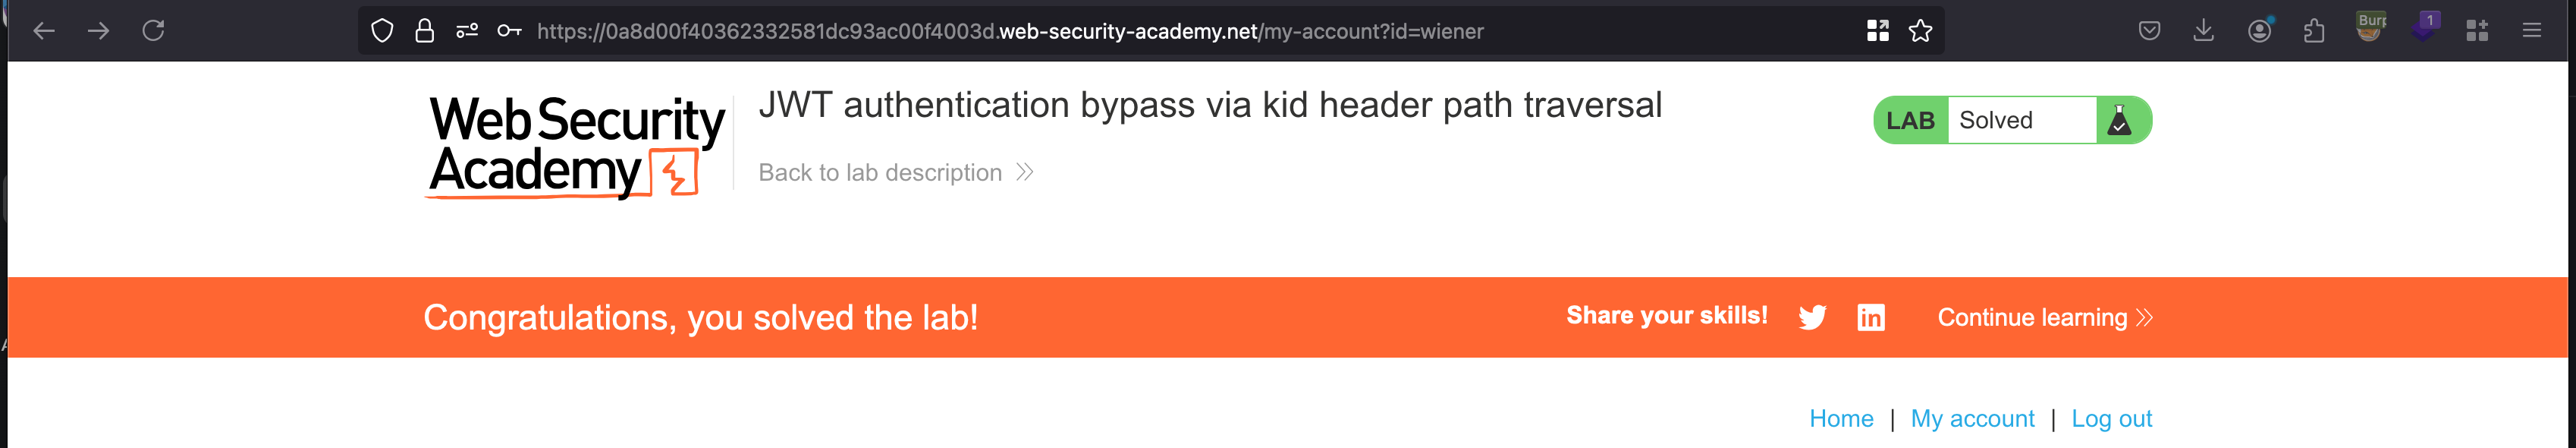 https://0a8d00f40362332581dc93ac00f4003d.web-security-academy.net/my-account?id=wiener
1
Web Security
Academy
JWT authentication bypass via kid header path traversal
Back to lab description
LAB Solved
Congratulations, you solved the lab!
Share your skills!
in
Continue learning
Home | My account | Log out